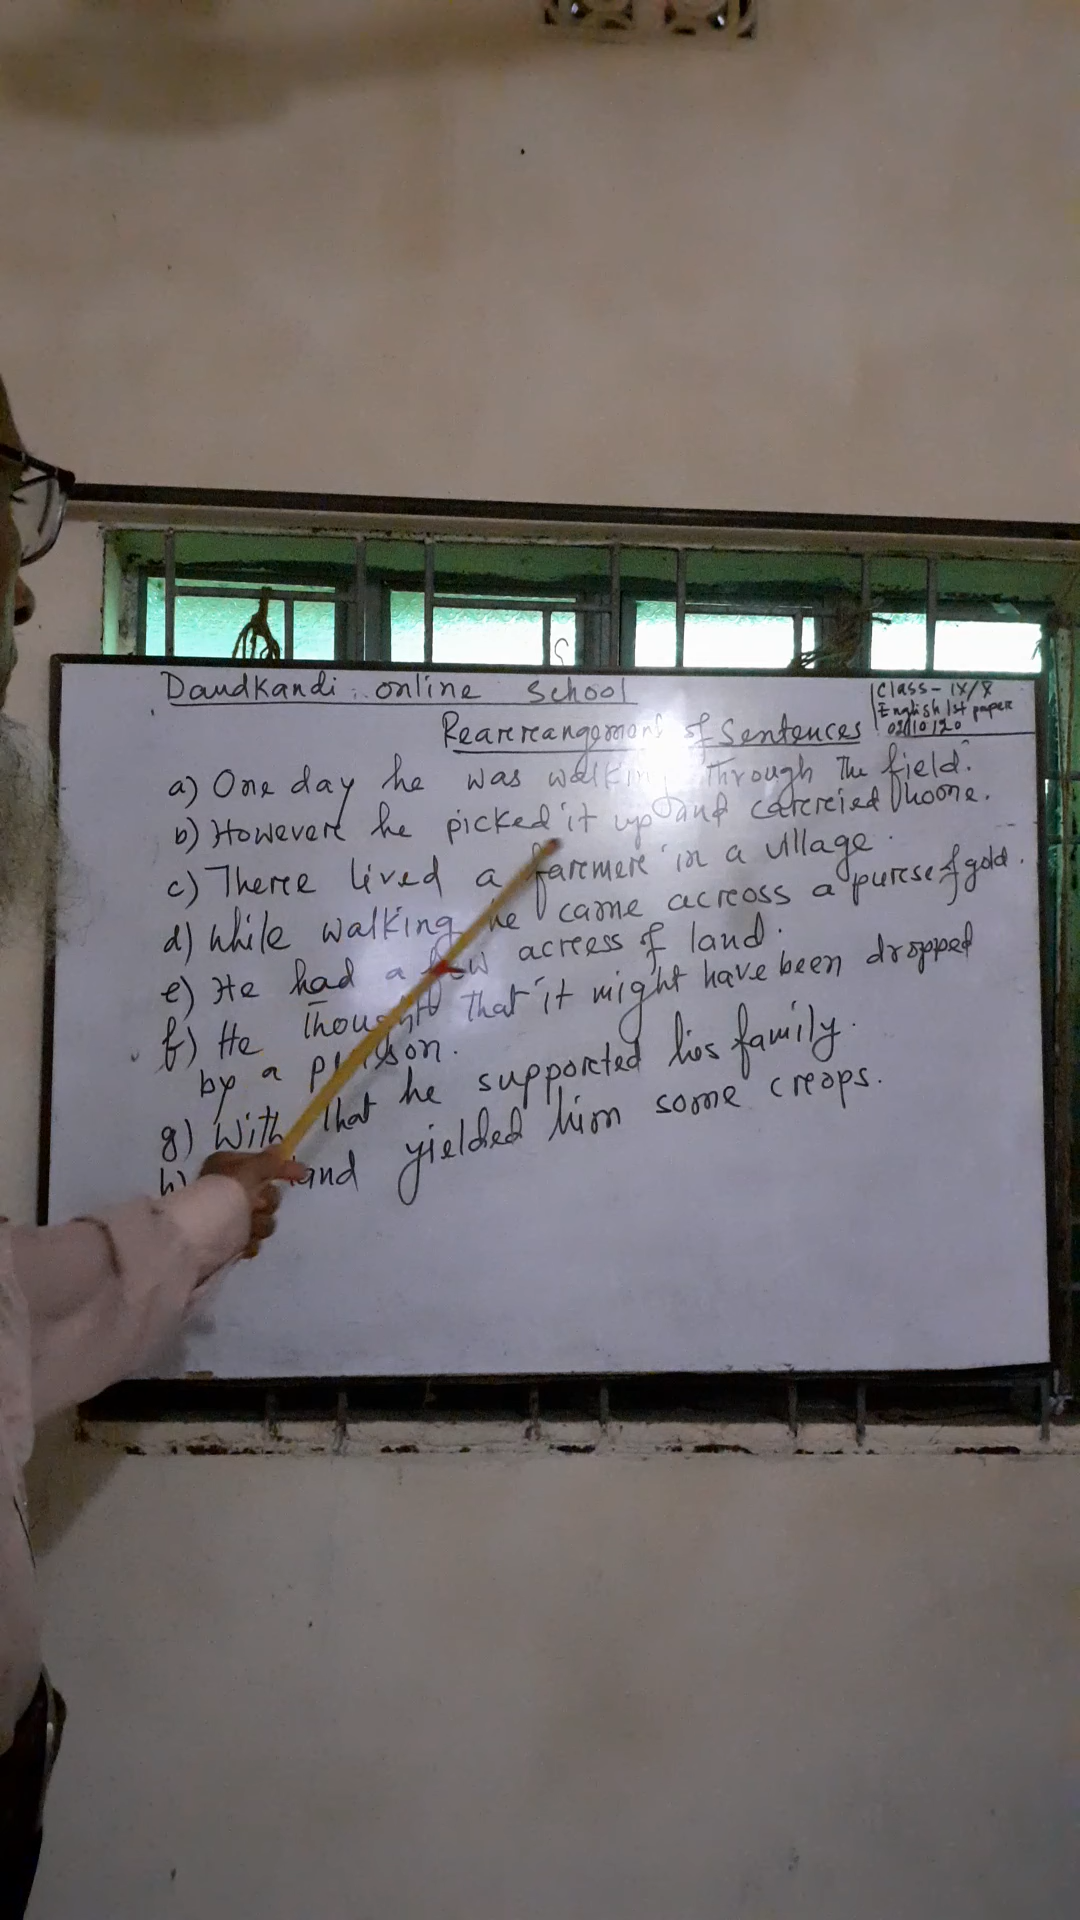 Daudkandi online school
Class- IX/X
English 1st paper
Rearrangement of Sentences
a) One day he was walking through the field.
b) However he picked it up and carried home.
c) There lived a farmer in a village.
d) While walking he came across a purse of gold.
e) He had a few acress of land.
f) He thought that it might have been dropped
by a person.
g) With that he supported his family.
h) land yielded him some crops.